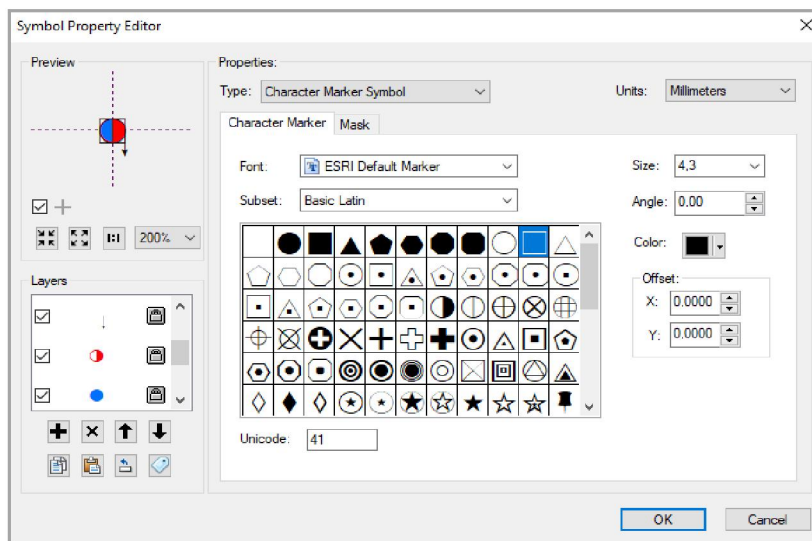 Symbol Property Editor
Preview
Properties:
Type: Character Marker Symbol
Units: Millimeters
Character Marker
Mask
Font: ESRI Default Marker
Size: 4,3
Subset: Basic Latin
Angle: 0.00
Color:
Offset:
X: 0.0000
Y: 0.0000
1:1
200%
Layers
Unicode: 41
OK
Cancel